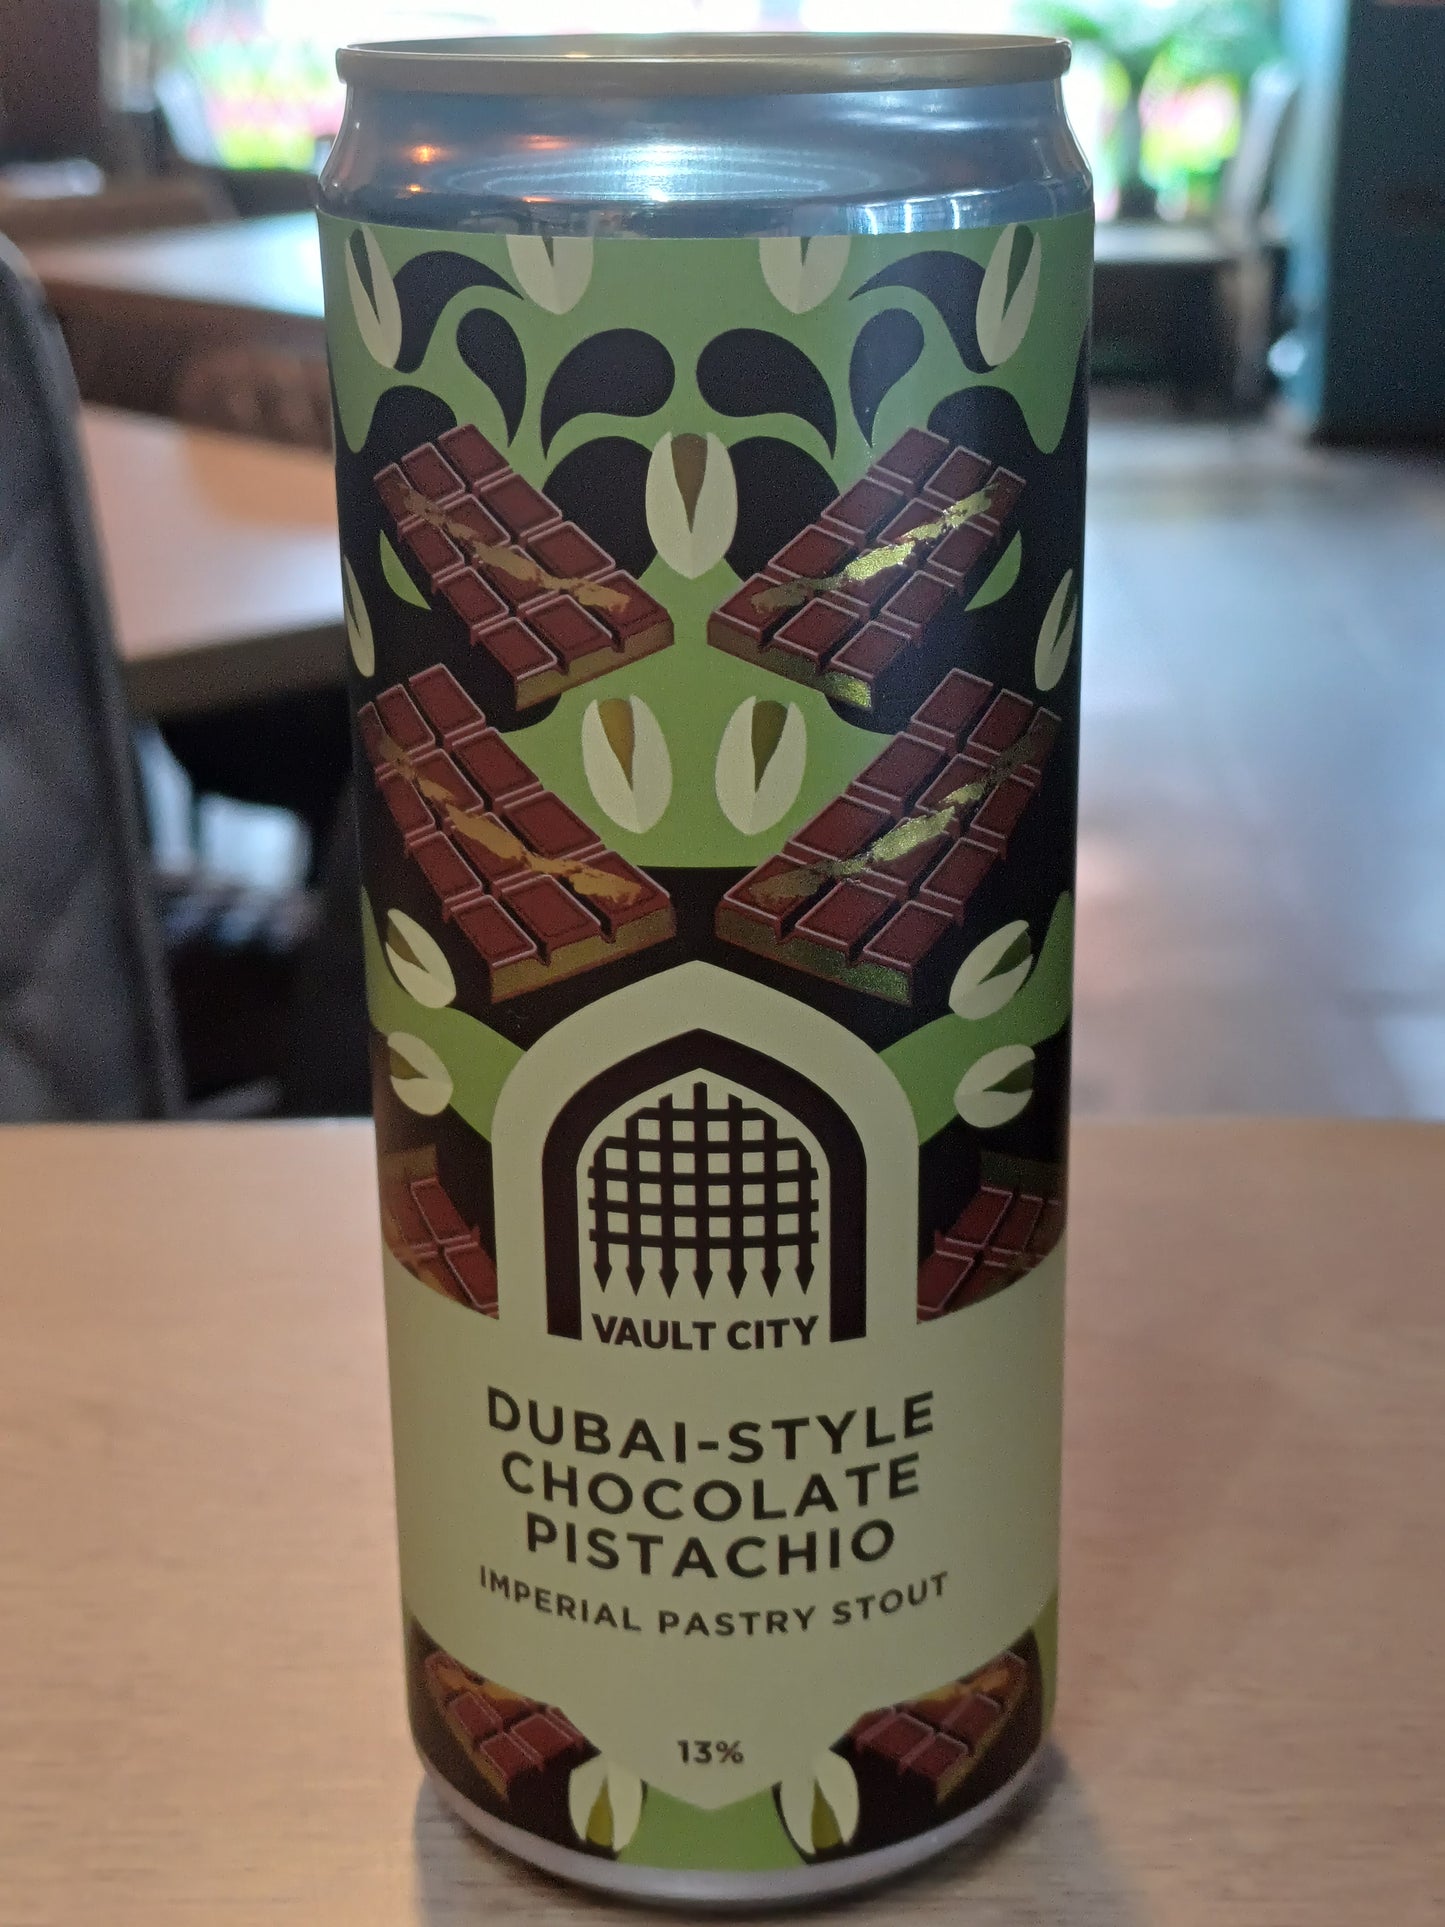 VAULT CITY
DUBAI-STYLE
CHOCOLATE
PISTACHIO
IMPERIAL PASTRY STOUT
13%